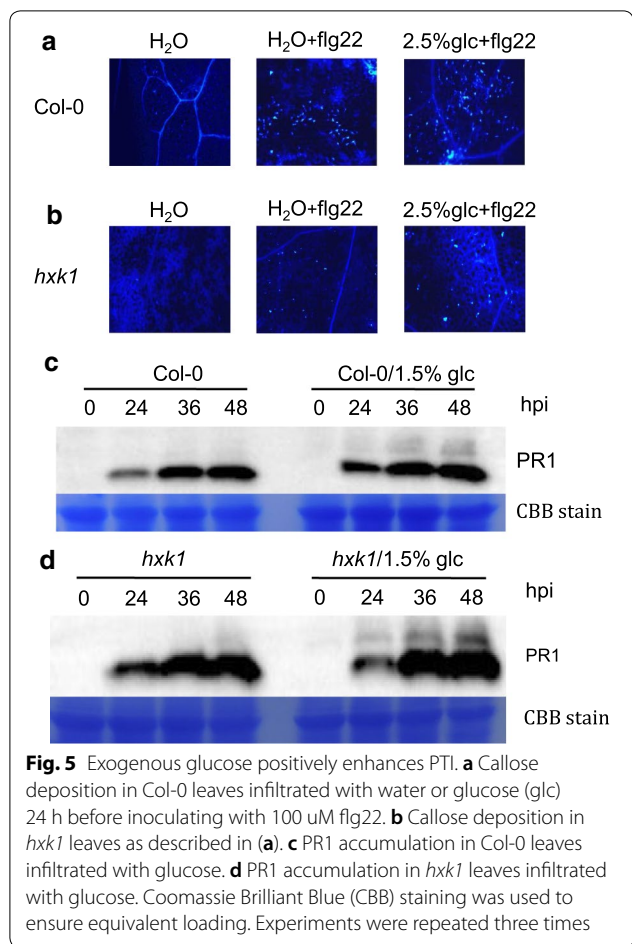 a
H₂O H₂O+flg22 2.5%glc+flg22
Col-0
b
H₂O H₂O+flg22 2.5%glc+flg22
hxk1
c
Col-0 Col-0/1.5% glc
0 24 36 48 0 24 36 48 hpi
PR1
CBB stain
d
hxk1 hxk1/1.5% glc
0 24 36 48 0 24 36 48 hpi
PR1
CBB stain
Fig. 5 Exogenous glucose positively enhances PTI. a Callose
deposition in Col-0 leaves infiltrated with water or glucose (glc)
24 h before inoculating with 100 uM flg22. b Callose deposition in
hxk1 leaves as described in (a). c PR1 accumulation in Col-0 leaves
infiltrated with glucose. d PR1 accumulation in hxk1 leaves infiltrated
with glucose. Coomassie Brilliant Blue (CBB) staining was used to
ensure equivalent loading. Experiments were repeated three times